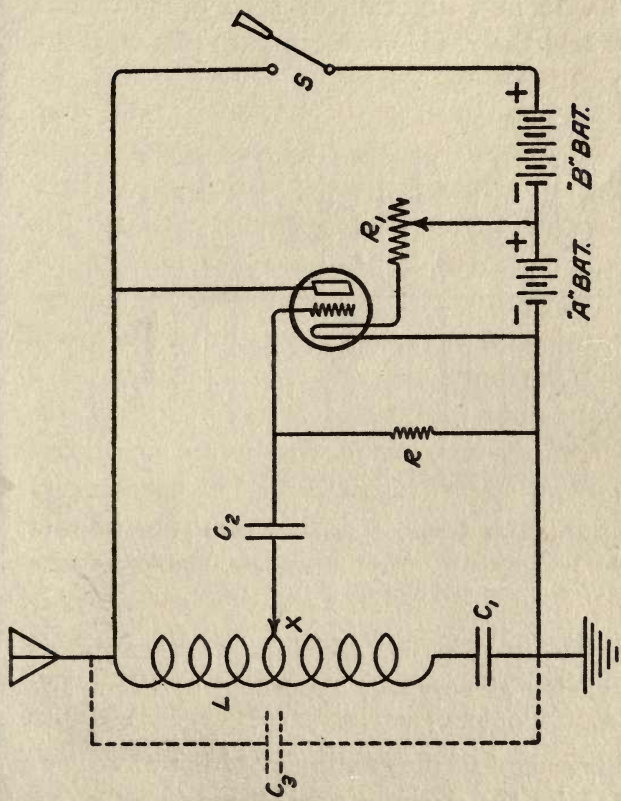 S
+
"B" BAT.
−
R₁
+
"A" BAT.
−
R
C₂
X
L
C₁
C₃